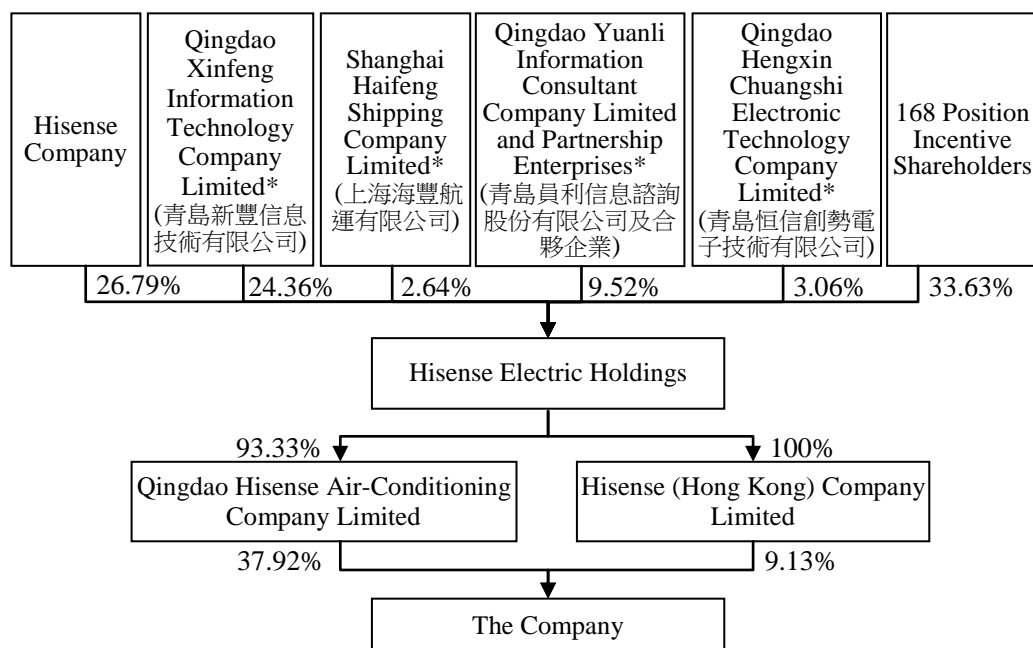 Hisense
Company
Qingdao
Xinfeng
Information
Technology
Company
Limited*
(青島新豐信息
技術有限公司)
Shanghai
Haifeng
Shipping
Company
Limited*
(上海海豐航
運有限公司)
Qingdao Yuanli
Information
Consultant
Company Limited
and Partnership
Enterprises*
(青島員利信息諮詢
股份有限公司及合
夥企業)
Qingdao
Hengxin
Chuangshi
Electronic
Technology
Company
Limited*
(青島恒信創勢電
子技術有限公司)
168 Position
Incentive
Shareholders
26.79%
24.36%
2.64%
9.52%
3.06%
33.63%
Hisense Electric Holdings
93.33%
100%
Qingdao Hisense Air-Conditioning
Company Limited
Hisense (Hong Kong) Company
Limited
37.92%
9.13%
The Company